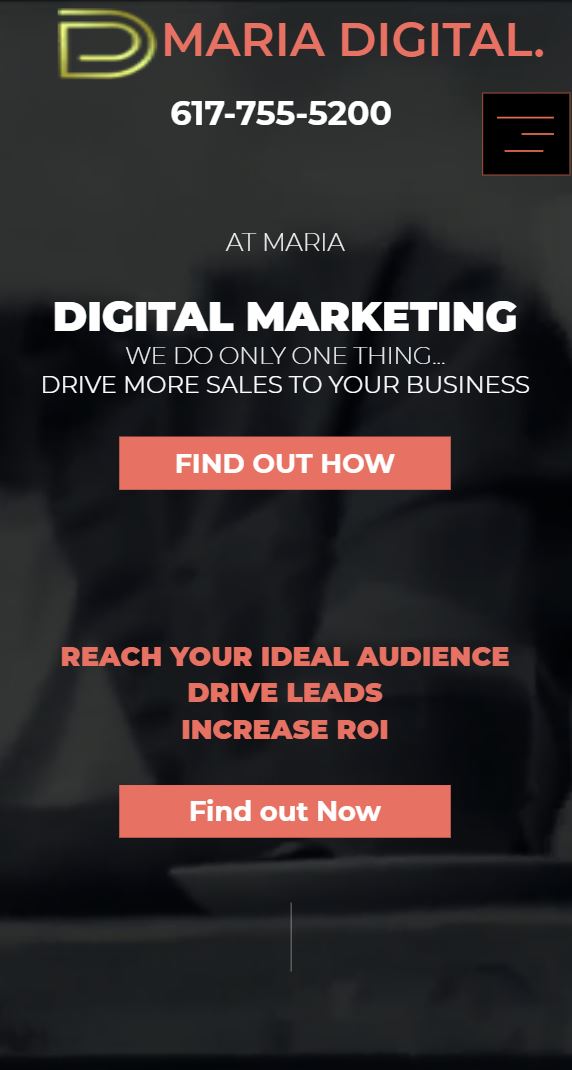 MARIA DIGITAL.
617-755-5200
AT MARIA
DIGITAL MARKETING
WE DO ONLY ONE THING...
DRIVE MORE SALES TO YOUR BUSINESS
FIND OUT HOW
REACH YOUR IDEAL AUDIENCE
DRIVE LEADS
INCREASE ROI
Find out Now